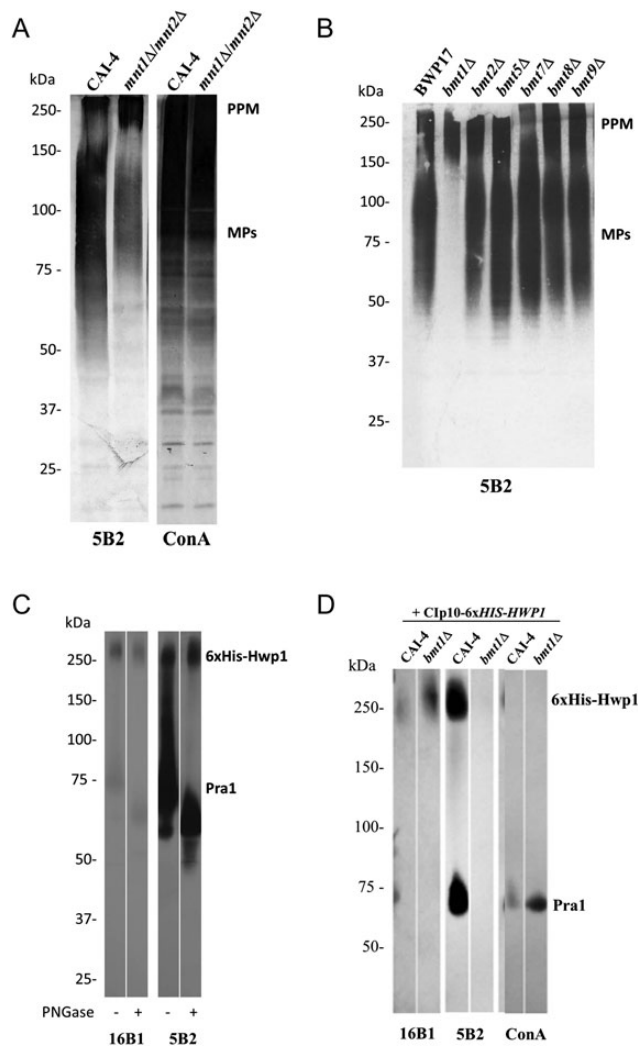 A
CAI-4 mnt1Δ/mnt2Δ CAI-4 mnt1Δ/mnt2Δ
kDa
250- PPM
150-
100-
MPs
75 -
50-
37-
25-
5B2 ConA
B
BWP17 bmt1Δ bmt2Δ bmt5Δ bmt7Δ bmt8Δ bmt9Δ
kDa
250- PPM
150-
100-
75 - MPs
50-
37-
25-
5B2
C
kDa
250- 6xHis-Hwp1
150-
100-
75 - Pra1
50-
37-
25-
PNGase - + - +
16B1 5B2
D
+ CIp10-6xHIS-HWP1
CAI-4 bmt1Δ CAI-4 bmt1Δ CAI-4 bmt1Δ
kDa
250- 6xHis-Hwp1
150-
100-
75-
Pra1
50-
16B1 5B2 ConA